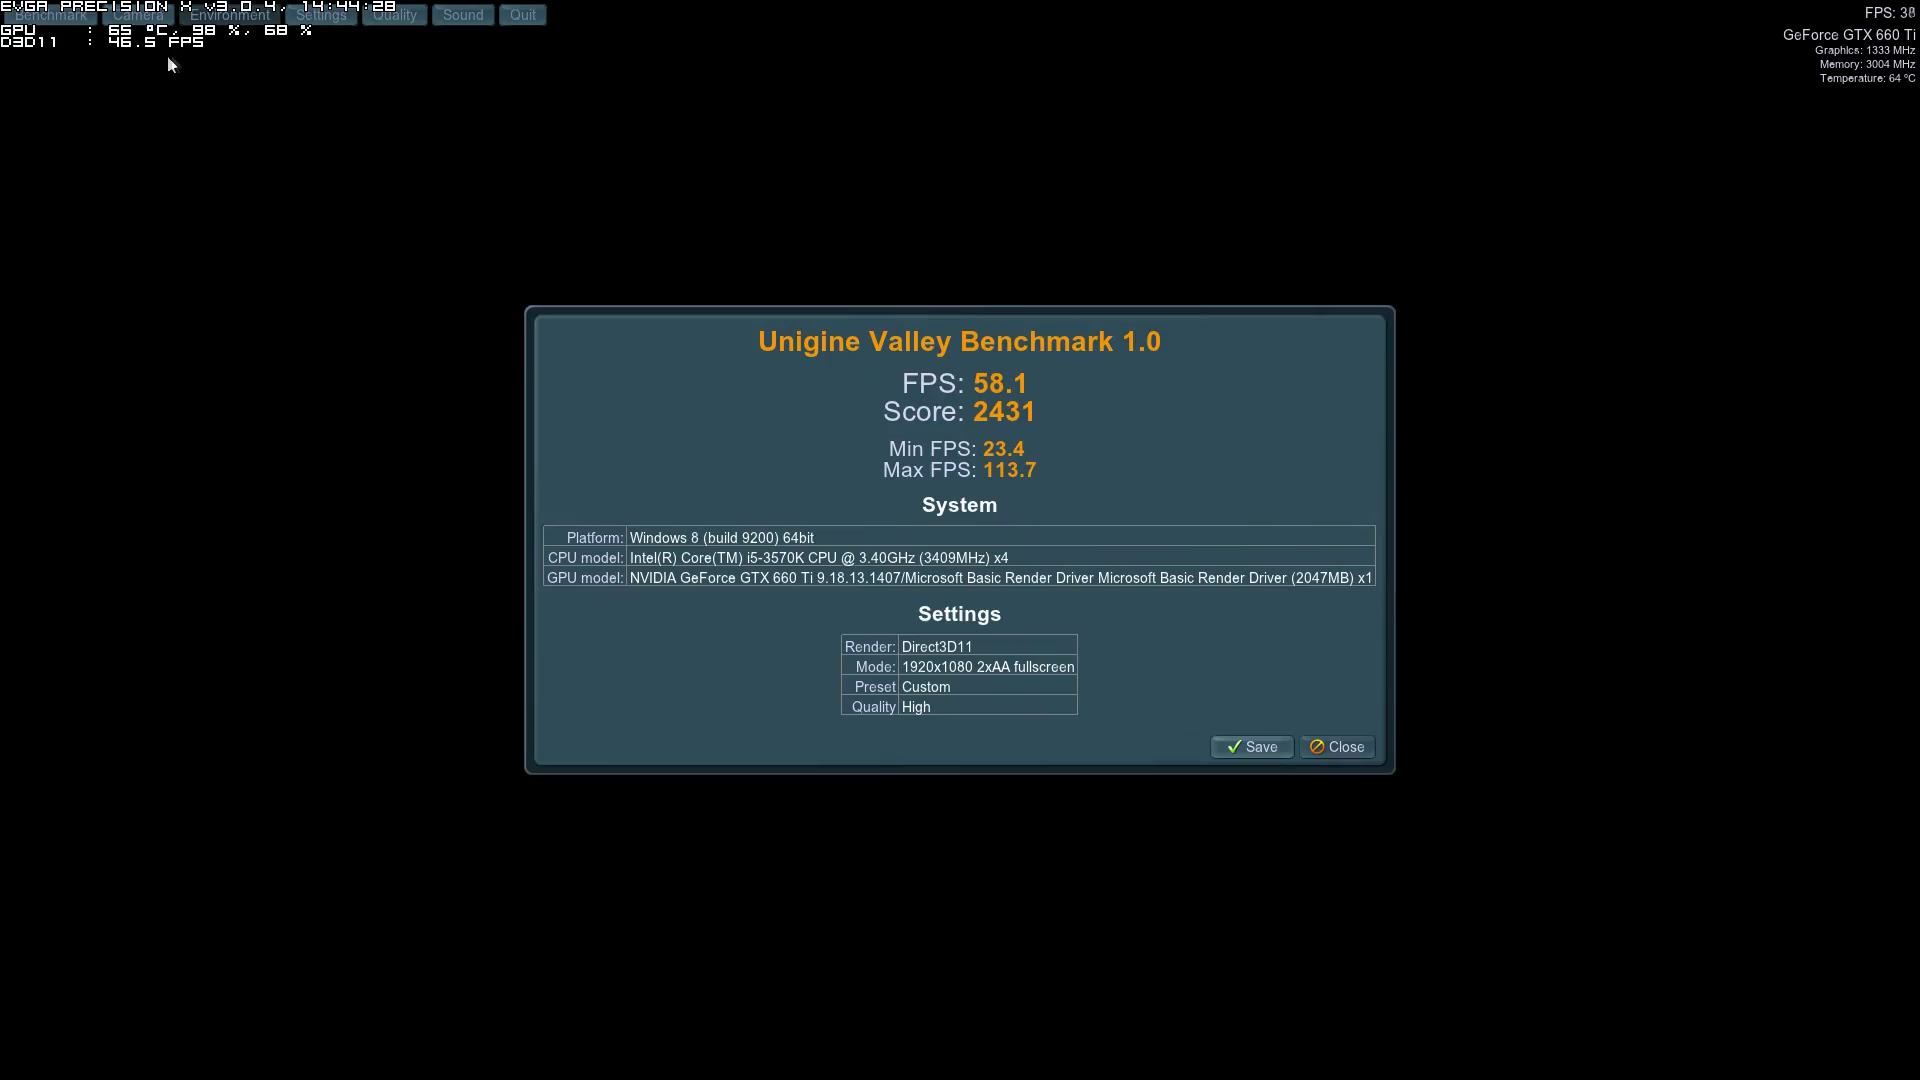 EVGA PRECISION X v3.0.4, 14:44:28
Benchmark Camera Environment Settings Quality Sound Quit
GPU : 65 °C, 98 %, 68 %
D3D11 : 46.5 FPS
FPS:
GeForce GTX 660 Ti
Graphics: 1333 MHz
Memory: 3004 MHz
Temperature: 64 °C
Unigine Valley Benchmark 1.0
FPS: 58.1
Score: 2431
Min FPS: 23.4
Max FPS: 113.7
System
Platform: Windows 8 (build 9200) 64bit
CPU model: Intel(R) Core(TM) i5-3570K CPU @ 3.40GHz (3409MHz) x4
GPU model: NVIDIA GeForce GTX 660 Ti 9.18.13.1407/Microsoft Basic Render Driver Microsoft Basic Render Driver (2047MB) x1
Settings
Render: Direct3D11
Mode: 1920x1080 2xAA fullscreen
Preset Custom
Quality High
Save Close